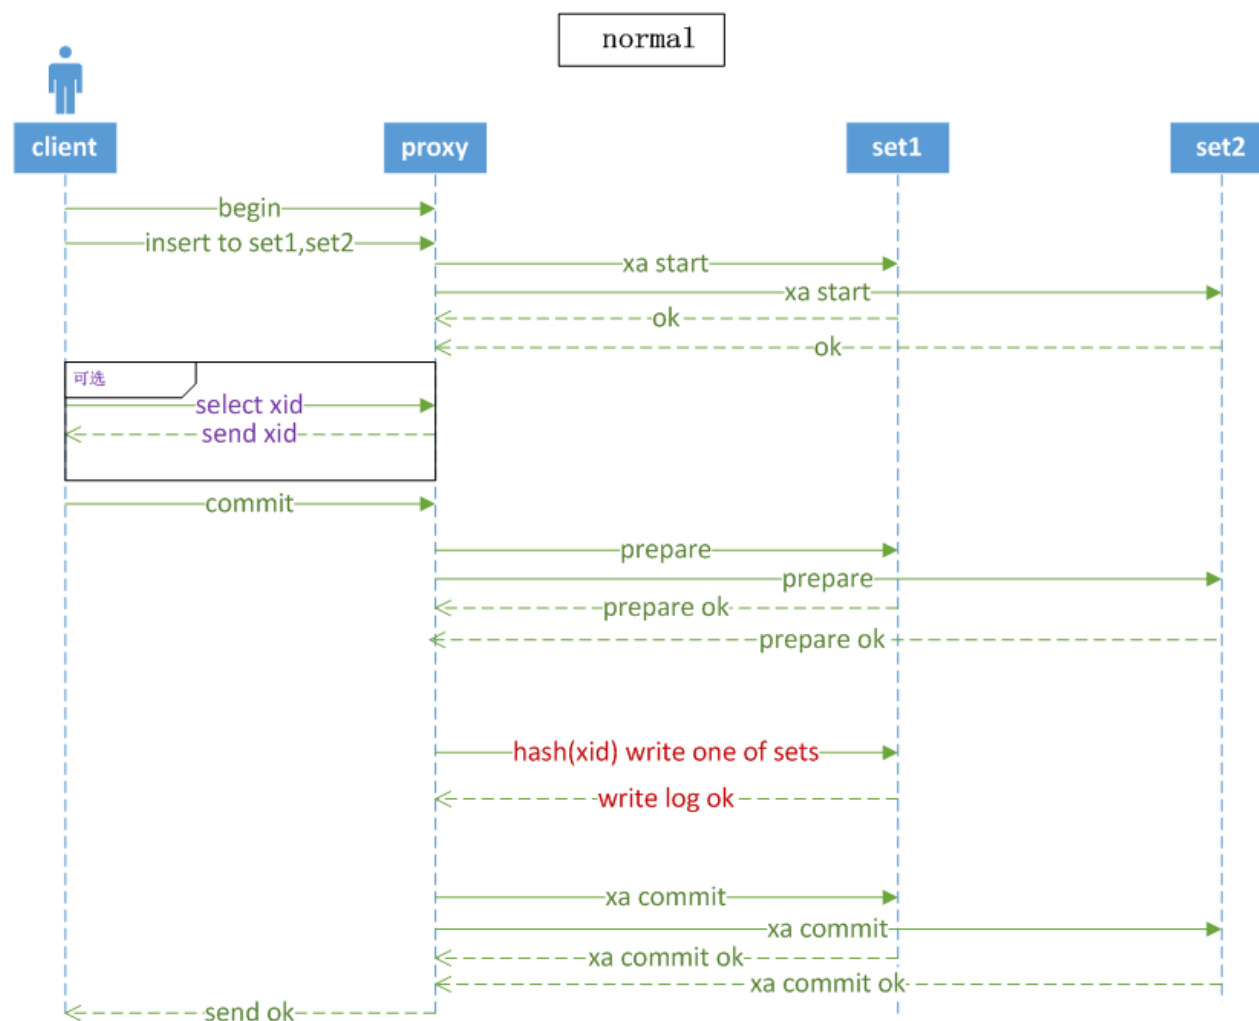 normal
client
proxy
set1
set2
begin
insert to set1,set2
xa start
xa start
ok
ok
可选
select xid
send xid
commit
prepare
prepare
prepare ok
prepare ok
hash(xid) write one of sets
write log ok
xa commit
xa commit
xa commit ok
xa commit ok
send ok